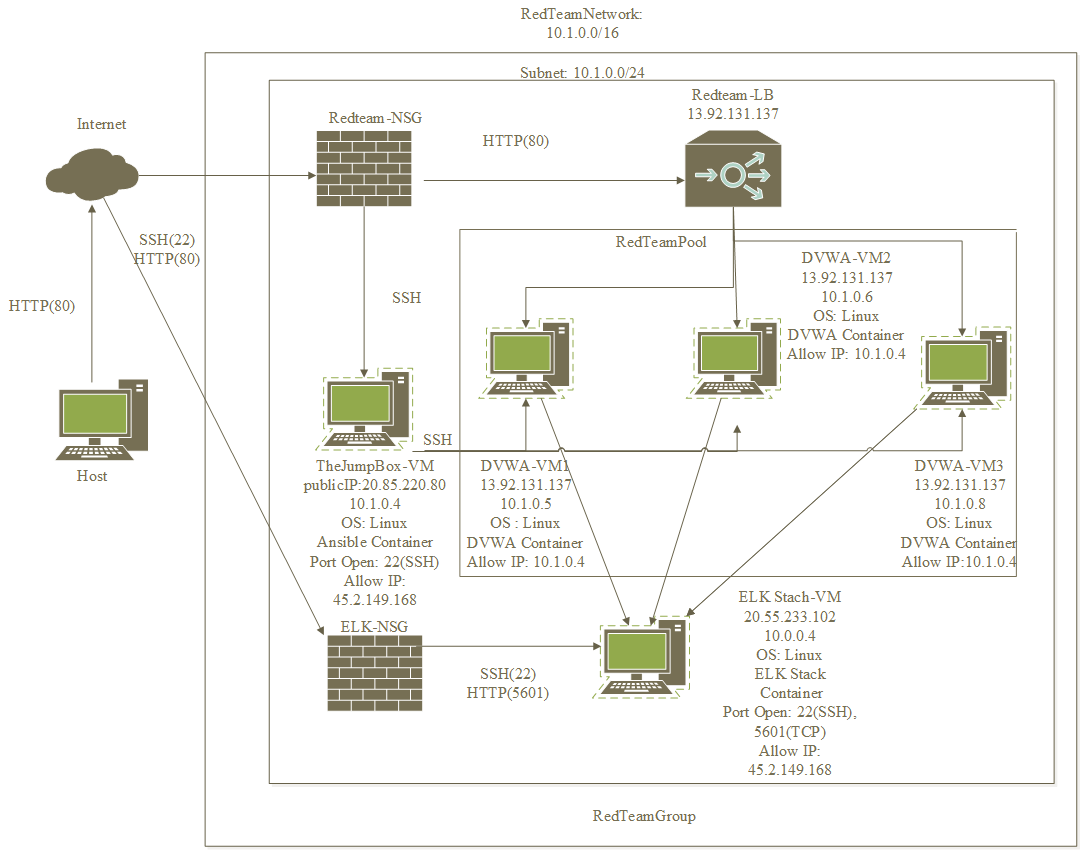 RedTeamNetwork:
10.1.0.0/16
Subnet: 10.1.0.0/24
Redteam-LB
13.92.131.137
Redteam-NSG
Internet
HTTP(80)
SSH(22)
HTTP(80)
HTTP(80)
SSH
RedTeamPool
DVWA-VM2
13.92.131.137
10.1.0.6
OS: Linux
DVWA Container
Allow IP: 10.1.0.4
Host
SSH
TheJumpBox-VM
publicIP:20.85.220.80
10.1.0.4
OS: Linux
Ansible Container
Port Open: 22(SSH)
Allow IP:
45.2.149.168
DVWA-VM1
13.92.131.137
10.1.0.5
OS : Linux
DVWA Container
Allow IP: 10.1.0.4
DVWA-VM3
13.92.131.137
10.1.0.8
OS: Linux
DVWA Container
Allow IP:10.1.0.4
ELK-NSG
SSH(22)
HTTP(5601)
ELK Stach-VM
20.55.233.102
10.0.0.4
OS: Linux
ELK Stack
Container
Port Open: 22(SSH),
5601(TCP)
Allow IP:
45.2.149.168
RedTeamGroup